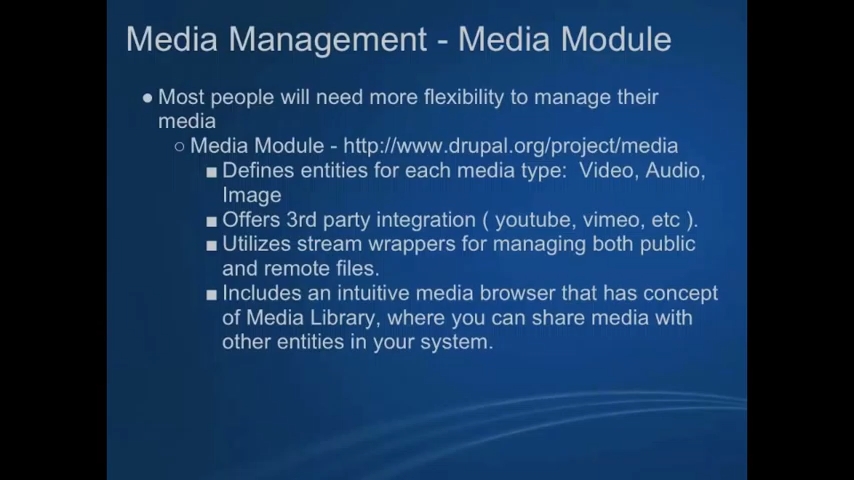 Media Management - Media Module
● Most people will need more flexibility to manage their
media
○ Media Module - http://www.drupal.org/project/media
■ Defines entities for each media type:  Video, Audio,
Image
■ Offers 3rd party integration ( youtube, vimeo, etc ).
■ Utilizes stream wrappers for managing both public
and remote files.
■ Includes an intuitive media browser that has concept
of Media Library, where you can share media with
other entities in your system.